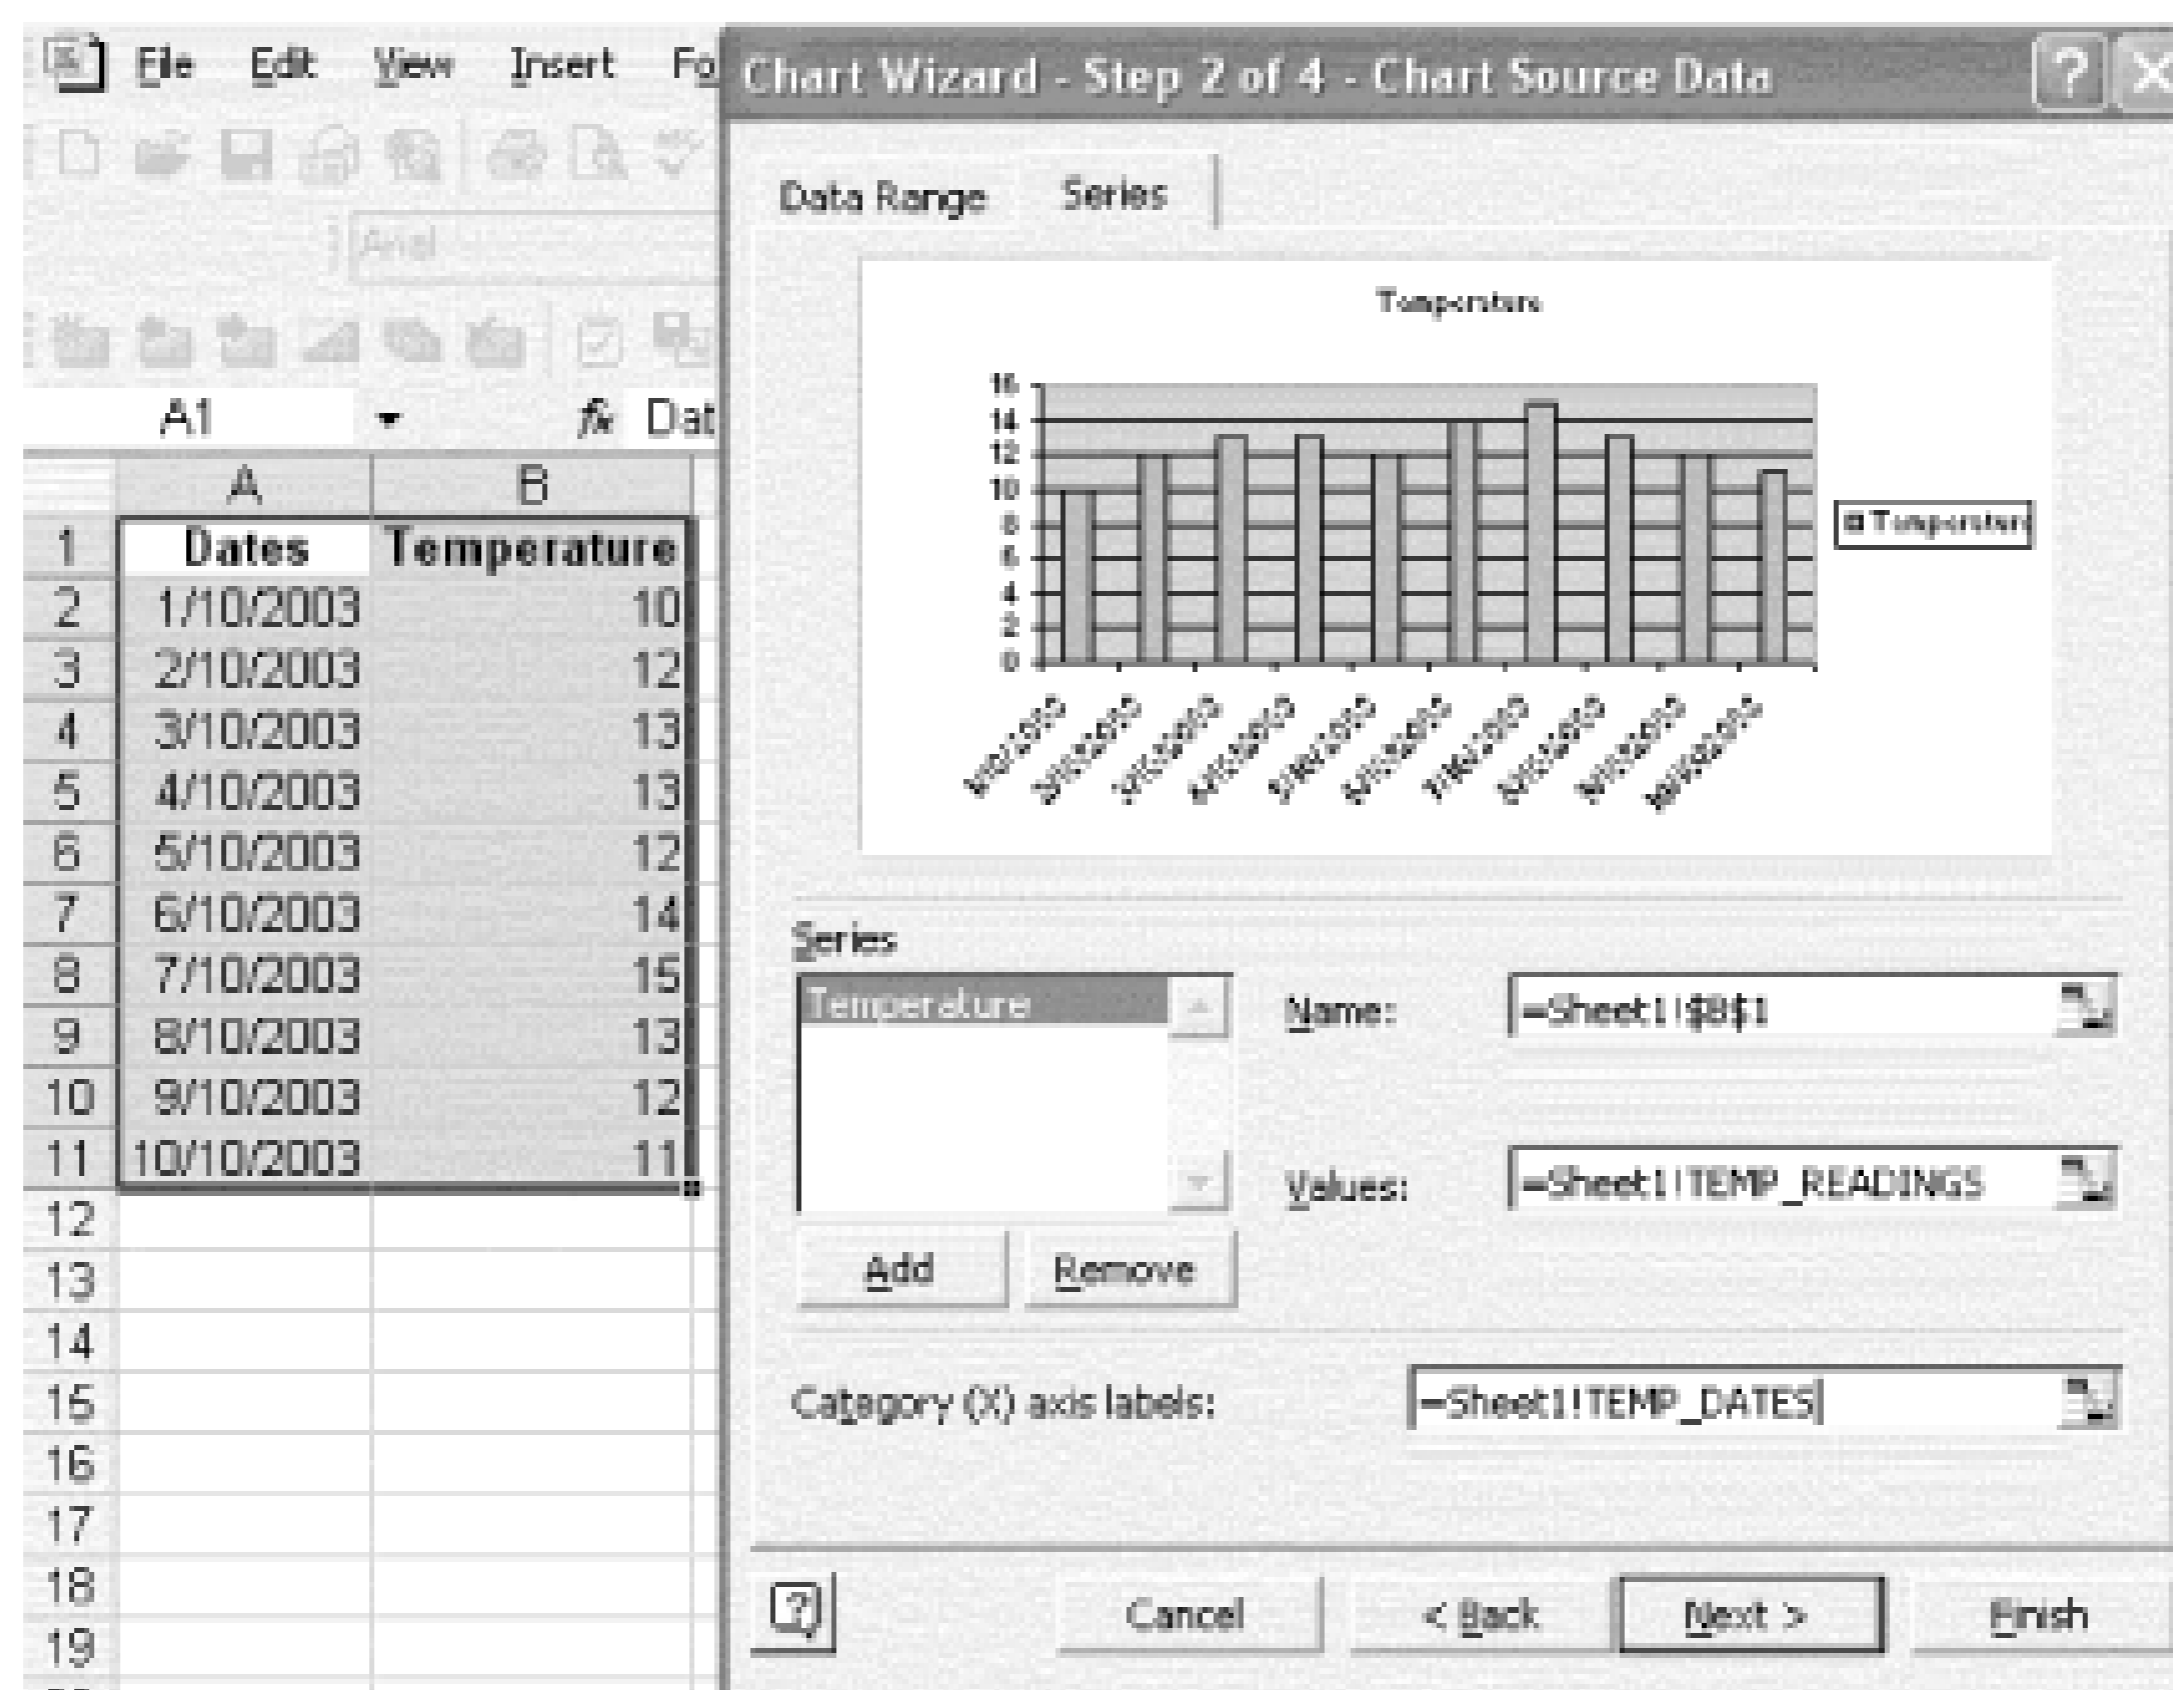 File Edit View Insert Fo
Arial
A1 fx Dat
A B
1 Dates Temperature
2 1/10/2003 10
3 2/10/2003 12
4 3/10/2003 13
5 4/10/2003 13
6 5/10/2003 12
7 6/10/2003 14
8 7/10/2003 15
9 8/10/2003 13
10 9/10/2003 12
11 10/10/2003 11
12
13
14
15
16
17
18
19
Chart Wizard - Step 2 of 4 - Chart Source Data
Data Range Series
Temperature
16
14
12
10
8
6
4
2
0
Temperature
Series
Temperature
Name: =Sheet1!$B$1
Values: =Sheet1!TEMP_READINGS
Add Remove
Category (X) axis labels: =Sheet1!TEMP_DATES
Cancel < Back Next > Finish